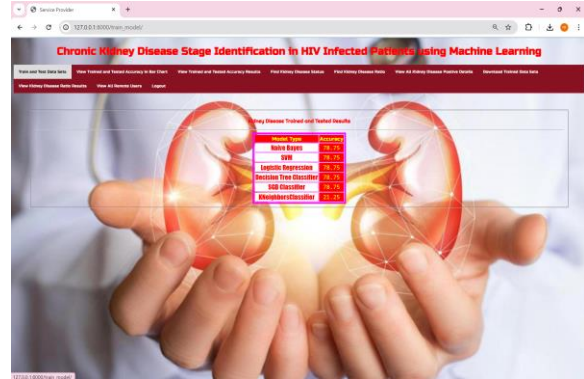 Service Provider
127.0.0.1:8000/train_model/
Chronic Kidney Disease Stage Identification in HIV Infected Patients using Machine Learning
Train and Test Data Sets View Trained and Tested Accuracy in Bar Chart View Trained and Tested Accuracy Results Find Kidney Disease Status Find Kidney Disease Ratio View All Kidney Disease Positive Details Download Trained Data Sets
View Kidney Disease Ratio Results View All Remote Users Logout
Kidney Disease Trained and Tested Results
Model Type Accuracy
Naive Bayes 78.75
SVM 78.75
Logistic Regression 78.75
Decision Tree Classifier 78.75
SGD Classifier 78.75
KNeighborsClassifier 21.25
127.0.0.1:8000/train_model/